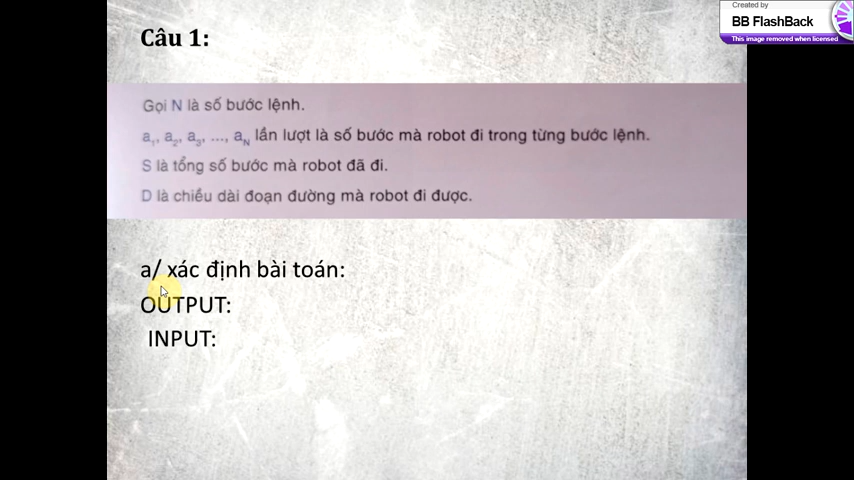 Created by
BB FlashBack
This image removed when licensed
Câu 1:
Gọi N là số bước lệnh.
a₁, a₂, a₃, ..., aN lần lượt là số bước mà robot đi trong từng bước lệnh.
S là tổng số bước mà robot đã đi.
D là chiều dài đoạn đường mà robot đi được.
a/ xác định bài toán:
OUTPUT:
INPUT: